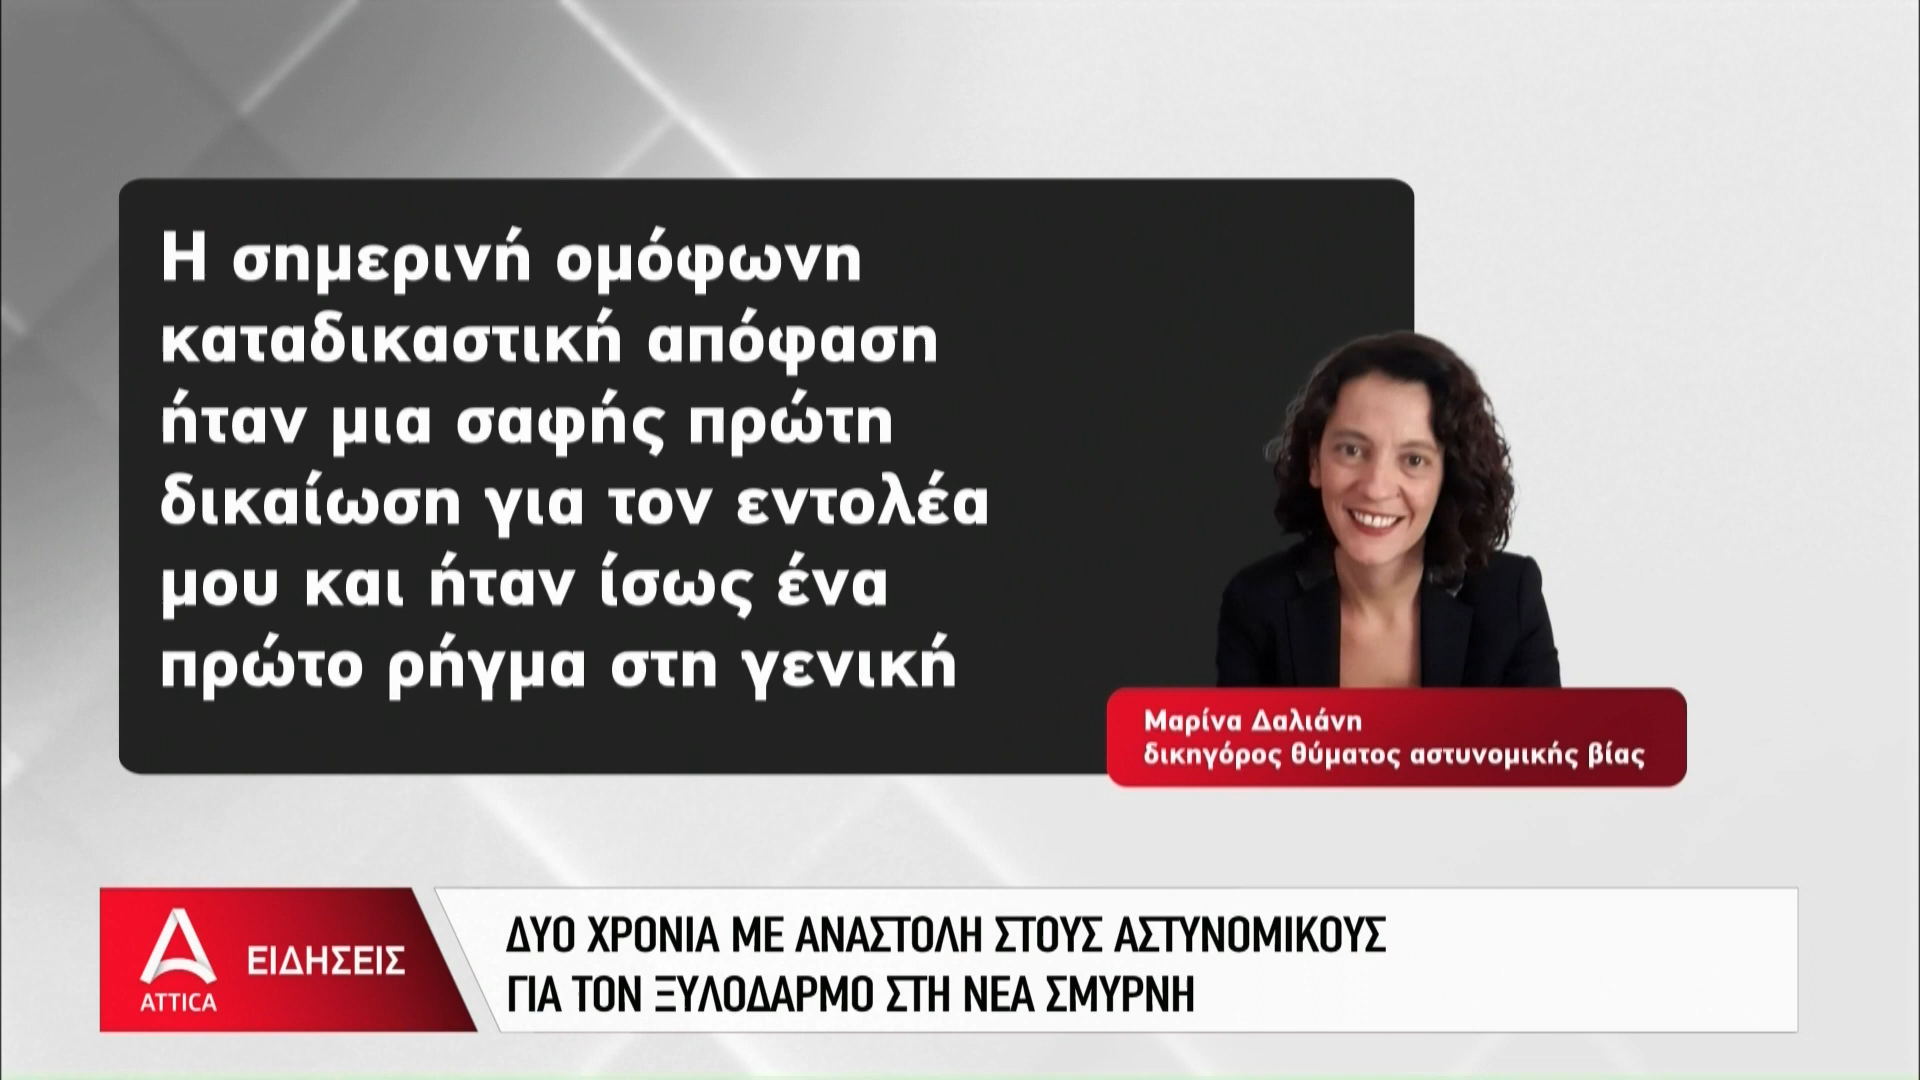 Η σημερινή ομόφωνη
καταδικαστική απόφαση
ήταν μια σαφής πρώτη
δικαίωση για τον εντολέα
μου και ήταν ίσως ένα
πρώτο ρήγμα στη γενική
Μαρίνα Δαλιάνη
δικηγόρος θύματος αστυνομικής βίας
ATTICA
ΕΙΔΗΣΕΙΣ
ΔΥΟ ΧΡΟΝΙΑ ΜΕ ΑΝΑΣΤΟΛΗ ΣΤΟΥΣ ΑΣΤΥΝΟΜΙΚΟΥΣ
ΓΙΑ ΤΟΝ ΞΥΛΟΔΑΡΜΟ ΣΤΗ ΝΕΑ ΣΜΥΡΝΗ